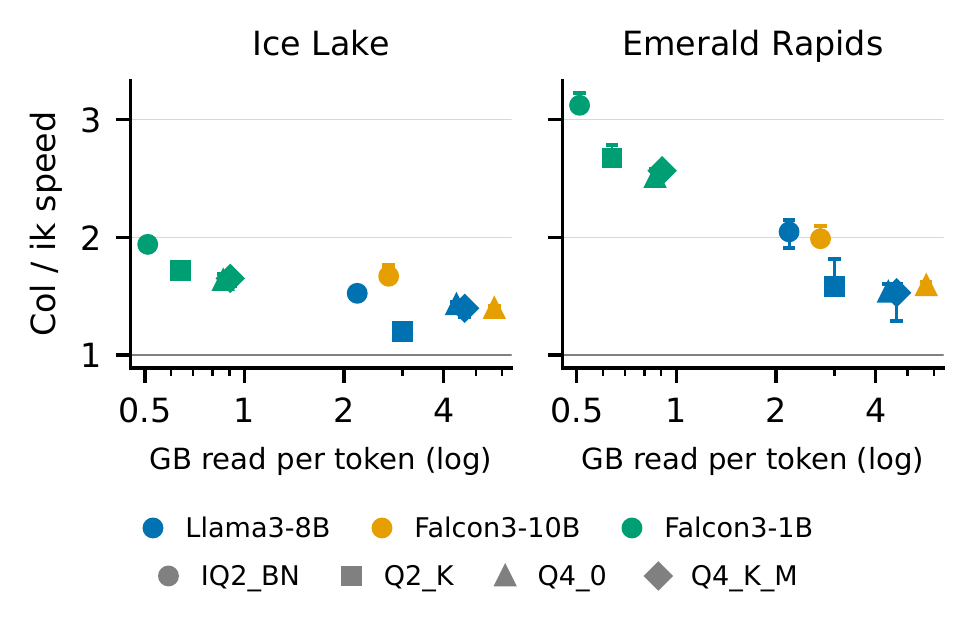 Ice Lake
Emerald Rapids
Col / ik speed
3
2
1
0.5 1 2 4
0.5 1 2 4
GB read per token (log)
GB read per token (log)
Llama3-8B Falcon3-10B Falcon3-1B
IQ2_BN Q2_K Q4_0 Q4_K_M